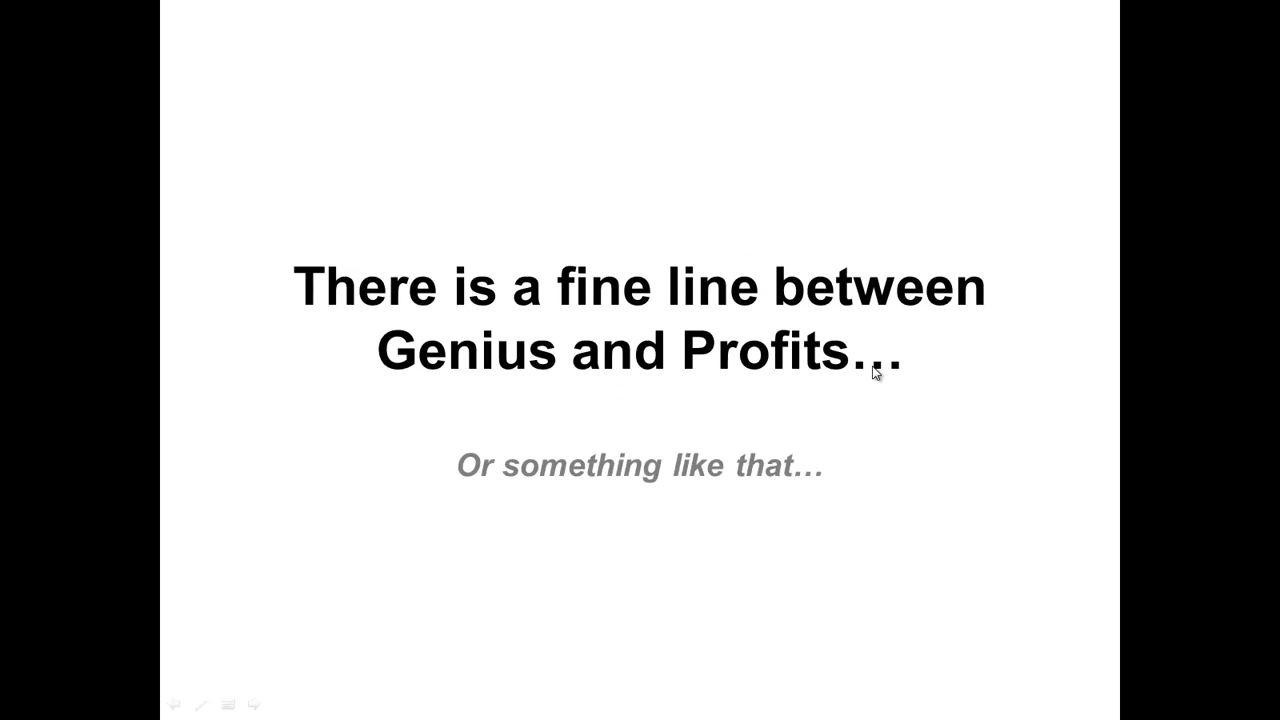 There is a fine line between
Genius and Profits…
Or something like that…